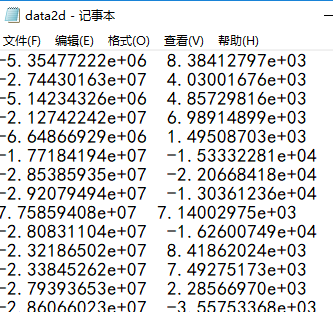 data2d - 记事本
文件(F) 编辑(E) 格式(O) 查看(V) 帮助(H)
-5.35477222e+06 8.38412797e+03
-2.74430163e+07 4.03001676e+03
-5.14234326e+06 4.85729816e+03
-2.12742242e+07 6.98914899e+03
-6.64866929e+06 1.49508703e+03
-1.77184194e+07 -1.53332281e+04
-2.85385935e+07 -2.20668418e+04
-2.92079494e+07 -1.30361236e+04
7.75859408e+07 7.14002975e+03
-2.80831104e+07 -1.62600749e+04
-2.32186502e+07 8.41862024e+03
-2.33845262e+07 7.49275173e+03
-2.79393653e+07 2.28566970e+03
-2.86066023e+07 -3.55753368e+03